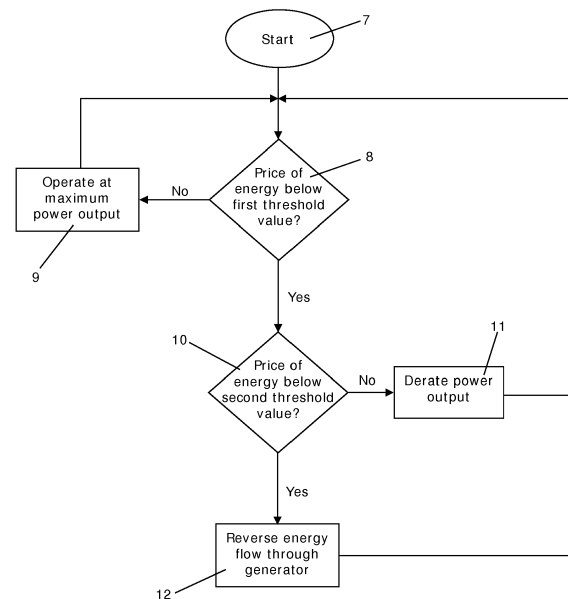 Start
7
Price of
energy below
first threshold
value?
8
No
Operate at
maximum
power output
9
Yes
10
Price of
energy below
second threshold
value?
No
11
Derate power
output
Yes
Reverse energy
flow through
generator
12